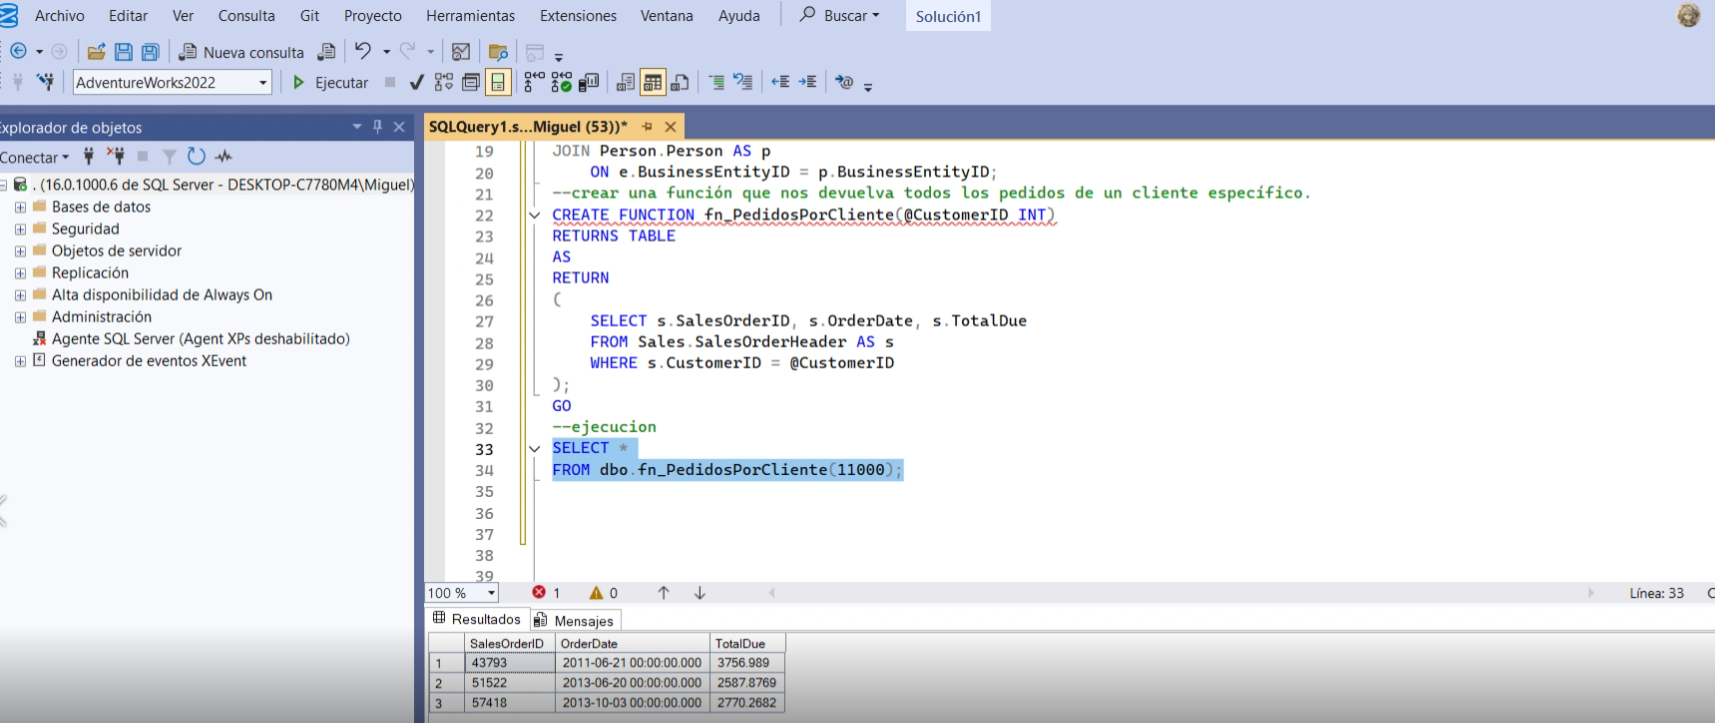 Archivo Editar Ver Consulta Git Proyecto Herramientas Extensiones Ventana Ayuda Buscar Solución1
Nueva consulta
AdventureWorks2022 Ejecutar
Explorador de objetos
SQLQuery1.s...Miguel (53))*
Conectar
. (16.0.1000.6 de SQL Server - DESKTOP-C7780M4\Miguel)
Bases de datos
Seguridad
Objetos de servidor
Replicación
Alta disponibilidad de Always On
Administración
Agente SQL Server (Agent XPs deshabilitado)
Generador de eventos XEvent
19 JOIN Person.Person AS p
20 ON e.BusinessEntityID = p.BusinessEntityID;
21 --crear una función que nos devuelva todos los pedidos de un cliente específico.
22 CREATE FUNCTION fn_PedidosPorCliente(@CustomerID INT)
23 RETURNS TABLE
24 AS
25 RETURN
26 (
27 SELECT s.SalesOrderID, s.OrderDate, s.TotalDue
28 FROM Sales.SalesOrderHeader AS s
29 WHERE s.CustomerID = @CustomerID
30 );
31 GO
32 --ejecucion
33 SELECT *
34 FROM dbo.fn_PedidosPorCliente(11000);
35
36
37
38
39
100 % 1 0 Línea: 33
Resultados Mensajes
SalesOrderID OrderDate TotalDue
1 43793 2011-06-21 00:00:00.000 3756.989
2 51522 2013-06-20 00:00:00.000 2587.8769
3 57418 2013-10-03 00:00:00.000 2770.2682